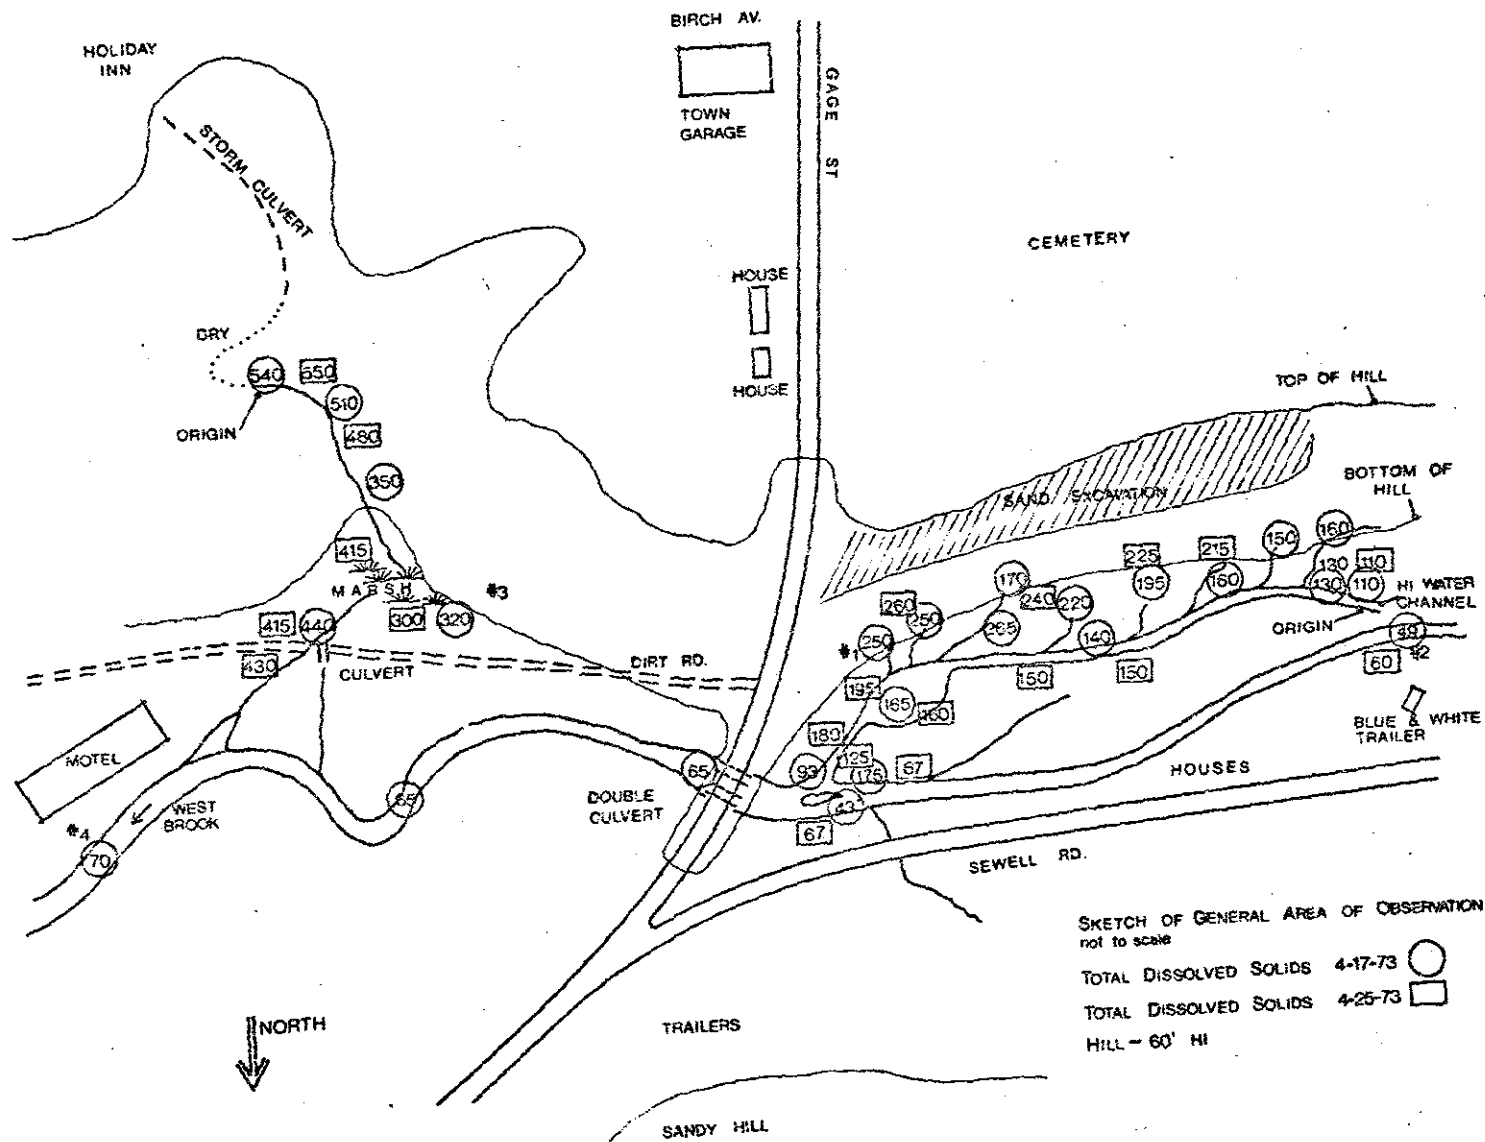 BIRCH AV.
HOLIDAY
INN
TOWN
GARAGE
GAGE ST
STORM CULVERT
CEMETERY
HOUSE
HOUSE
DRY
540
550
510
ORIGIN
480
350
TOP OF HILL
BOTTOM OF
HILL
SAND EXCAVATION
415
MARSH
#3
300
320
415
440
430
CULVERT
DIRT RD.
MOTEL
WEST
BROOK
#4
70
65
65
DOUBLE
CULVERT
150
160
215
225
170
195
160
130
130
110
110
HI WATER
CHANNEL
ORIGIN
49
#2
60
BLUE & WHITE
TRAILER
240
220
260
250
265
250
#1
140
150
150
195
165
160
180
125
175
67
93
43
67
HOUSES
SEWELL RD.
SKETCH OF GENERAL AREA OF OBSERVATION
not to scale
TOTAL DISSOLVED SOLIDS 4-17-73
TOTAL DISSOLVED SOLIDS 4-25-73
HILL - 60' HI
NORTH
TRAILERS
SANDY HILL